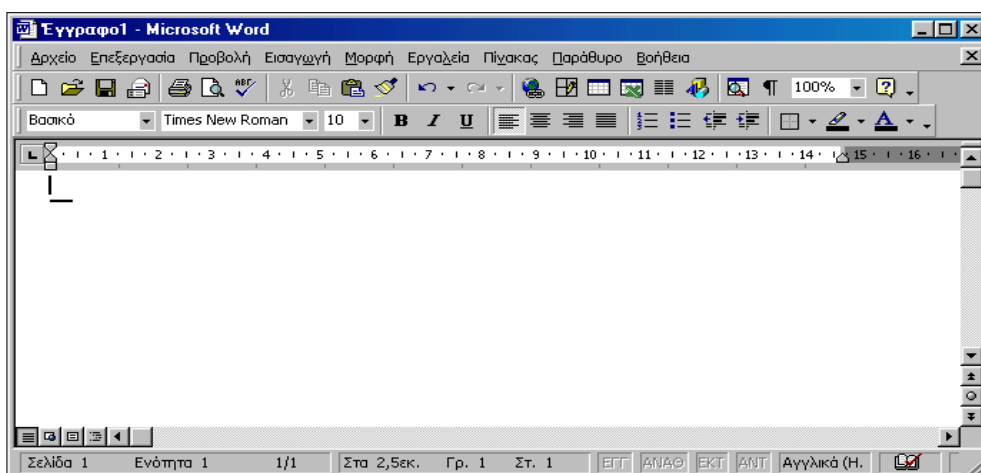 Έγγραφο1 - Microsoft Word
Αρχείο Επεξεργασία Προβολή Εισαγωγή Μορφή Εργαλεία Πίνακας Παράθυρο Βοήθεια
ABC 100%
Βασικό Times New Roman 10 B I U A
1 2 3 4 5 6 7 8 9 10 11 12 13 14 15 16
Σελίδα 1 Ενότητα 1 1/1 Στα 2,5εκ. Γρ. 1 Στ. 1 ΕΓΓ ΑΝΑΘ ΕΚΤ ΑΝΤ Αγγλικά (Η.